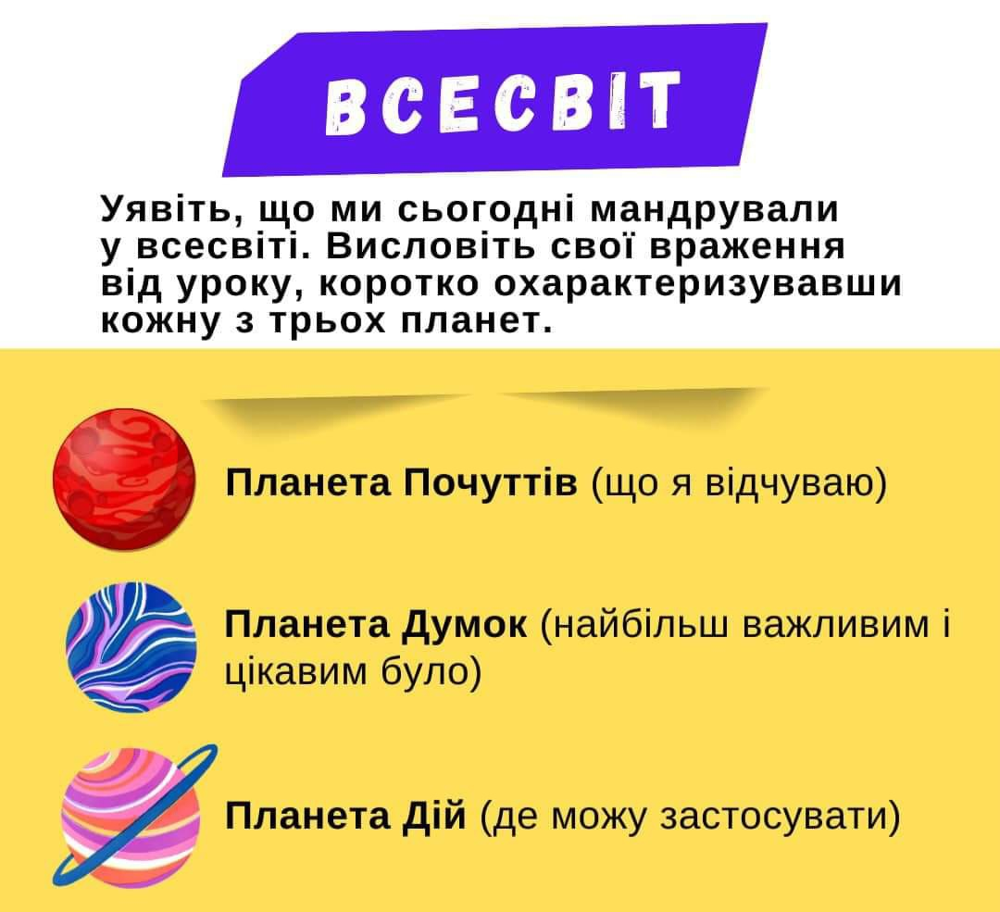 ВСЕСВІТ
Уявіть, що ми сьогодні мандрували
у всесвіті. Висловіть свої враження
від уроку, коротко охарактеризувавши
кожну з трьох планет.
Планета Почуттів (що я відчуваю)
Планета Думок (найбільш важливим і
цікавим було)
Планета Дій (де можу застосувати)